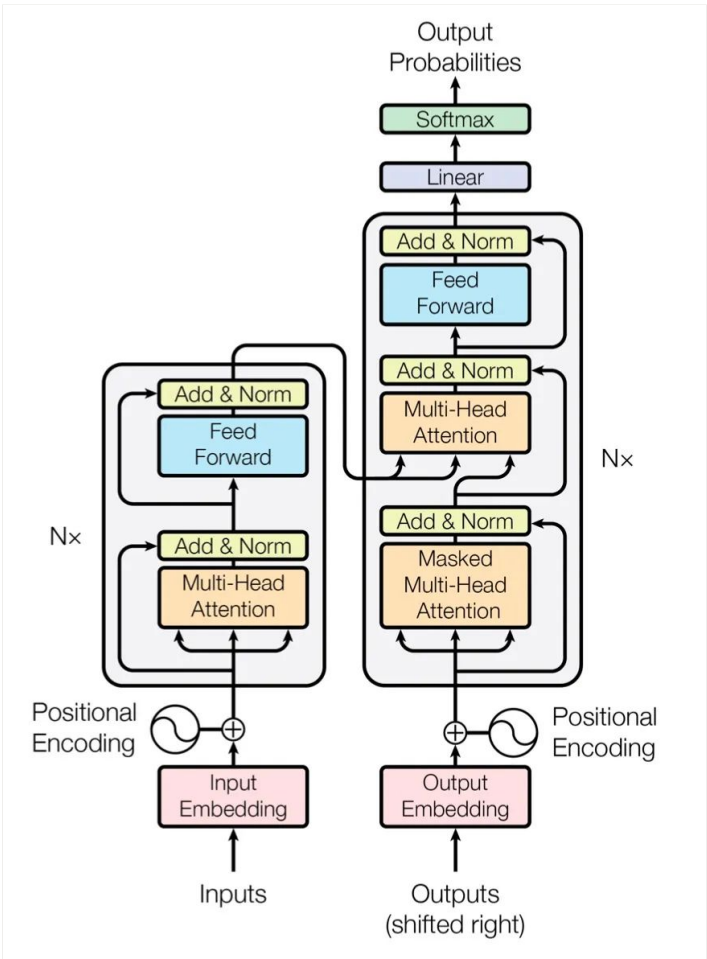 Output
Probabilities
Softmax
Linear
Add & Norm
Feed
Forward
Add & Norm
Multi-Head
Attention
Nx
Add & Norm
Masked
Multi-Head
Attention
Add & Norm
Feed
Forward
Nx
Add & Norm
Multi-Head
Attention
Positional
Encoding
Positional
Encoding
Input
Embedding
Output
Embedding
Inputs
Outputs
(shifted right)